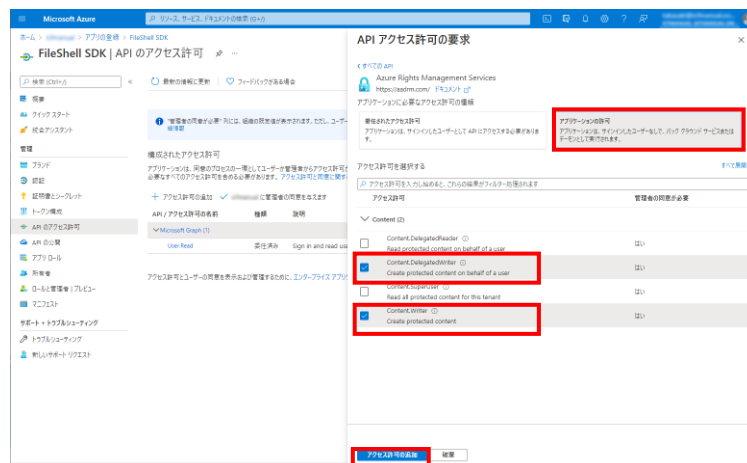 Microsoft Azure
リソース、サービス、ドキュメントの検索 (G+/)
ホーム >
> アプリの登録 > FileShell SDK
FileShell SDK | API のアクセス許可
検索 (Ctrl+/)
概要
クイック スタート
統合アシスタント
管理
ブランド
認証
証明書とシークレット
トークン構成
API のアクセス許可
API の公開
アプリ ロール
所有者
ロールと管理者 | プレビュー
マニフェスト
サポート + トラブルシューティング
トラブルシューティング
新しいサポート リクエスト
最新の情報に更新
フィードバックがある場合
"管理者の同意が必要" 列には、組織の既定値が表示されます。ただし、ユーザー
構成されたアクセス許可
アプリケーションは、同意のプロセスの一環としてユーザーか管理者からアクセス許可が
必要なすべてのアクセス許可を含める必要があります。アクセス許可と同意に関す
アクセス許可の追加
に管理者の同意を与えます
API / アクセス許可の名前
種類
説明
Microsoft Graph (1)
User.Read
委任済み
Sign in and read use
アクセス許可とユーザーの同意を表示および管理するために、エンタープライズ アプリ
API アクセス許可の要求
すべての API
Azure Rights Management Services
https://aadrm.com/ ドキュメント
アプリケーションに必要なアクセス許可の種類
委任されたアクセス許可
アプリケーションは、サインインしたユーザーとして API にアクセスする必要がありま
す。
アプリケーションの許可
アプリケーションは、サインインしたユーザーなしで、バック グラウンド サービスまたは
デーモンとして実行されます。
アクセス許可を選択する
すべて展開
アクセス許可を入力し始めると、これらの結果がフィルター処理されます
アクセス許可
管理者の同意が必要
Content (2)
Content.DelegatedReader
Read protected content on behalf of a user
はい
Content.DelegatedWriter
Create protected content on behalf of a user
はい
Content.SuperUser
Read all protected content for this tenant
はい
Content.Writer
Create protected content
はい
アクセス許可の追加
破棄